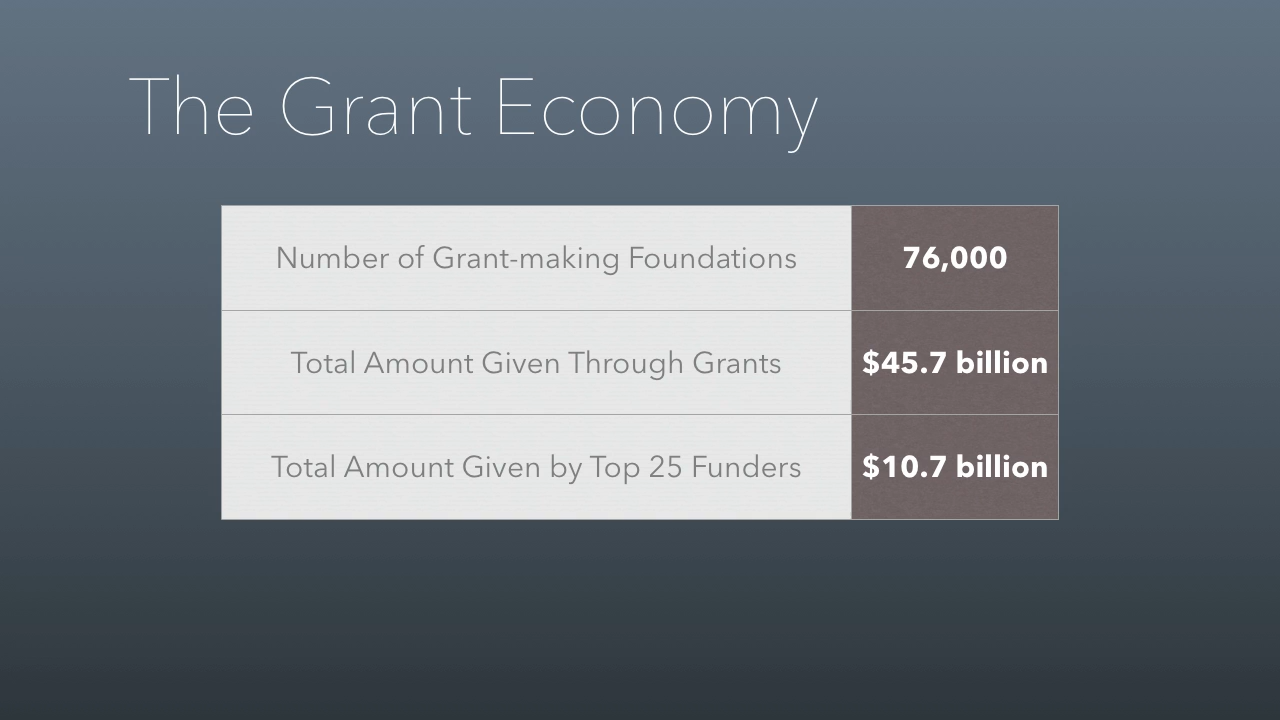 The Grant Economy
Number of Grant-making Foundations 76,000
Total Amount Given Through Grants $45.7 billion
Total Amount Given by Top 25 Funders $10.7 billion